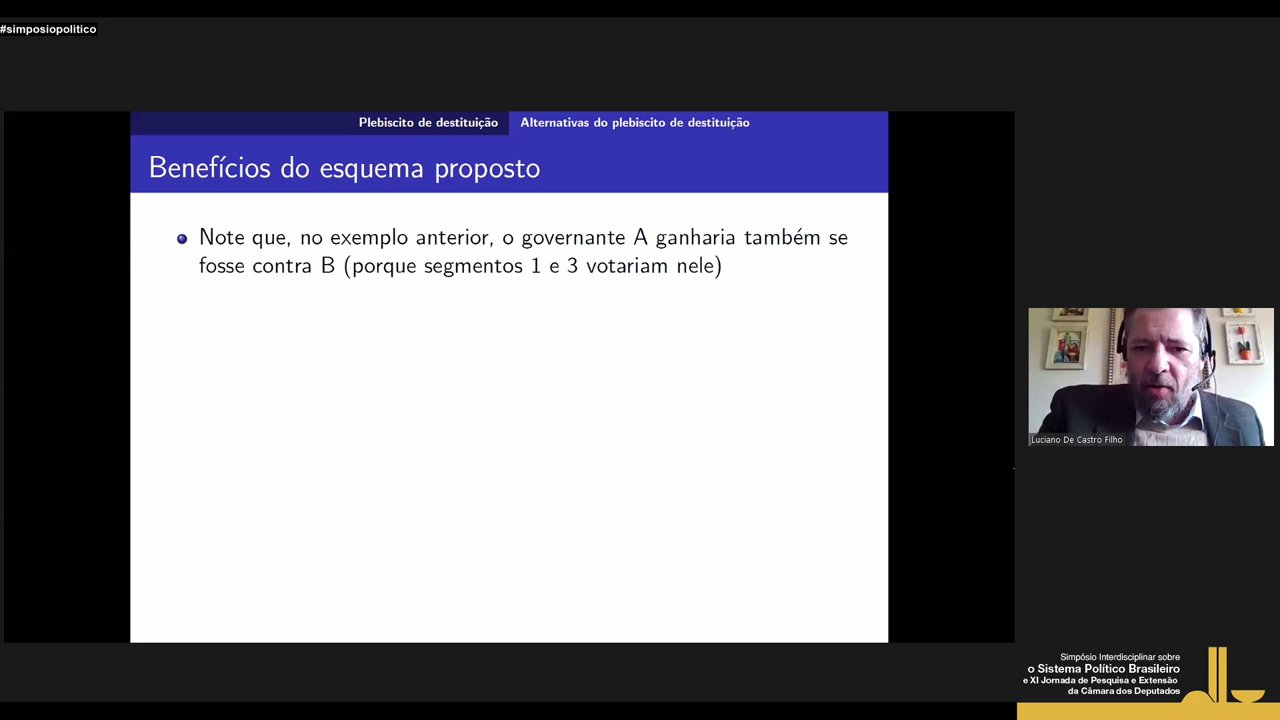 #simposiopolitico
Plebiscito de destituição
Alternativas do plebiscito de destituição
Benefícios do esquema proposto
Note que, no exemplo anterior, o governante A ganharia também se
fosse contra B (porque segmentos 1 e 3 votariam nele)
Luciano De Castro Filho
Simpósio Interdisciplinar sobre
o Sistema Político Brasileiro
e XI Jornada de Pesquisa e Extensão
da Câmara dos Deputados